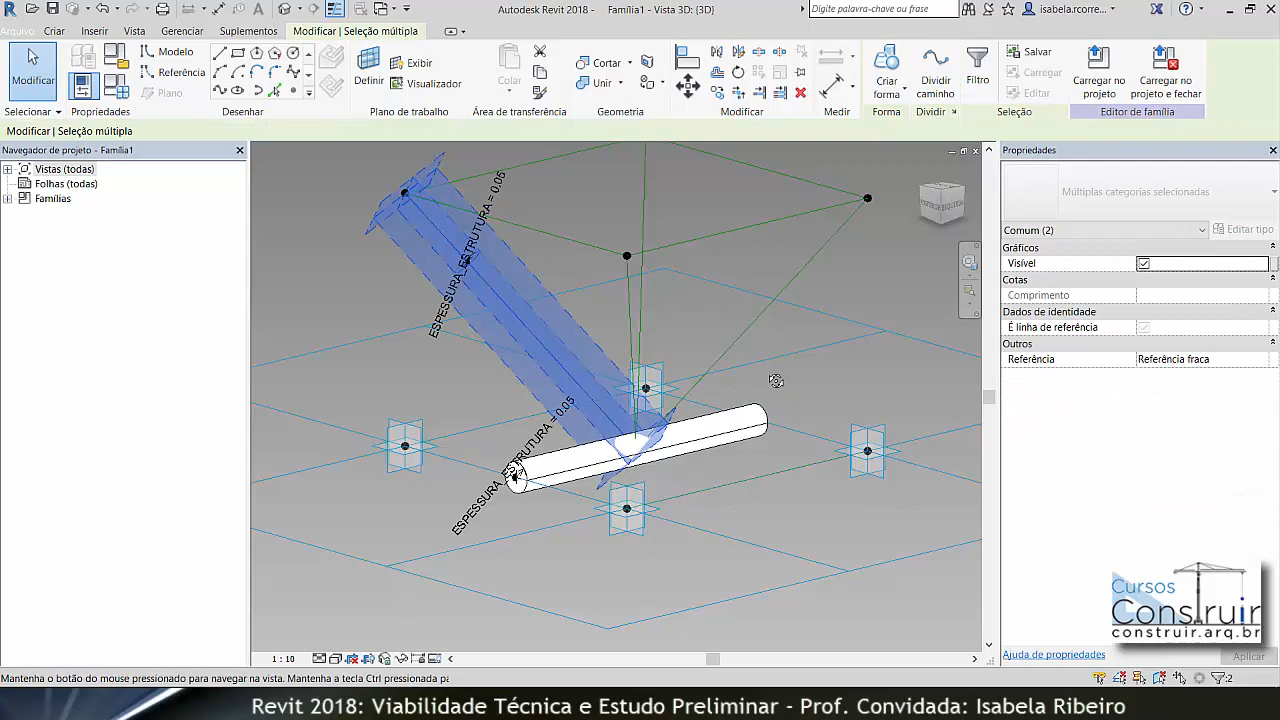 Autodesk Revit 2018 - Família1 - Vista 3D: {3D}
Digite palavra-chave ou frase
isabela.rcorre...
Arquivo Criar Inserir Vista Gerenciar Suplementos Modificar | Seleção múltipla
Modificar
Modelo
Referência
Plano
Definir
Exibir
Visualizador
Colar
Cortar
Unir
Criar forma
Dividir caminho
Filtro
Salvar
Carregar
Editar
Carregar no projeto
Carregar no projeto e fechar
Selecionar Propriedades Desenhar Plano de trabalho Área de transferência Geometria Modificar Medir Forma Dividir Seleção Editor de família
Modificar | Seleção múltipla
Navegador de projeto - Família1
Vistas (todas)
Folhas (todas)
Famílias
ESPESSURA_ESTRUTURA = 0.05
ESPESSURA_ESTRUTURA = 0.05
Propriedades
Múltiplas categorias selecionadas
Comum (2)
Editar tipo
Gráficos
Visível
Cotas
Comprimento
Dados de identidade
É linha de referência
Outros
Referência Referência fraca
Cursos
Construir
construir.arq.br
Ajuda de propriedades
Aplicar
1 : 10
Mantenha o botão do mouse pressionado para navegar na vista. Mantenha a tecla Ctrl pressionada pa
:2
Revit 2018: Viabilidade Técnica e Estudo Preliminar - Prof. Convidada: Isabela Ribeiro